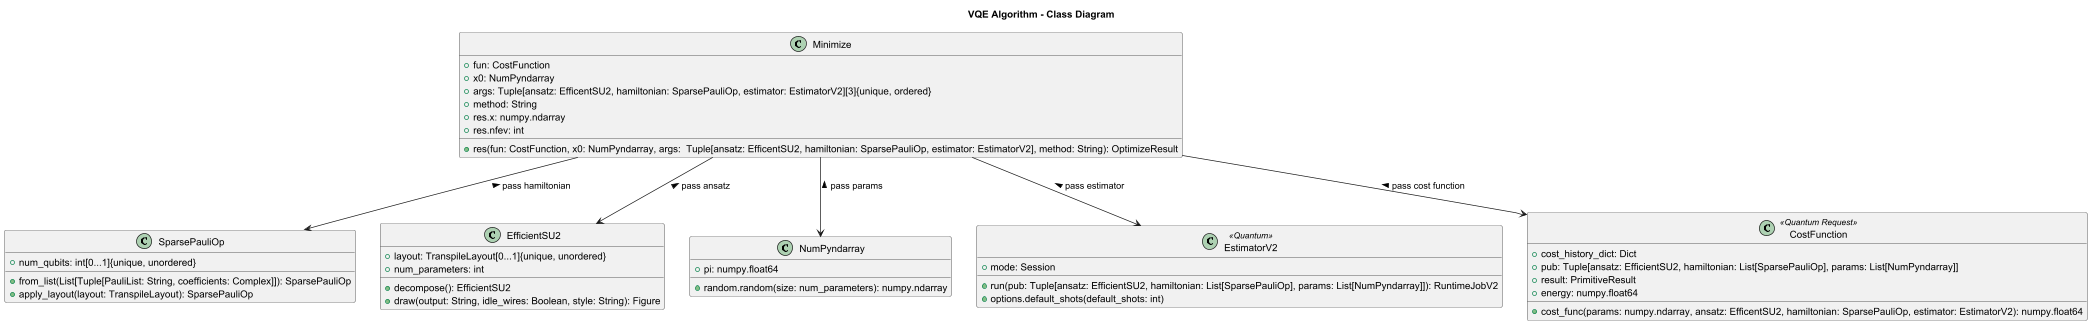 VQE Algorithm - Class Diagram
C Minimize
fun: CostFunction
x0: NumPyndarray
args: Tuple[ansatz: EfficentSU2, hamiltonian: SparsePauliOp, estimator: EstimatorV2][3]{unique, ordered}
method: String
res.x: numpy.ndarray
res.nfev: int
res(fun: CostFunction, x0: NumPyndarray, args:  Tuple[ansatz: EfficentSU2, hamiltonian: SparsePauliOp, estimator: EstimatorV2], method: String): OptimizeResult
pass hamiltonian
pass ansatz
pass params
pass estimator
pass cost function
C SparsePauliOp
num_qubits: int[0...1]{unique, unordered}
from_list(List[Tuple[PauliList: String, coefficients: Complex]]): SparsePauliOp
apply_layout(layout: TranspileLayout): SparsePauliOp
C EfficientSU2
layout: TranspileLayout[0...1]{unique, unordered}
num_parameters: int
decompose(): EfficientSU2
draw(output: String, idle_wires: Boolean, style: String): Figure
C NumPyndarray
pi: numpy.float64
random.random(size: num_parameters): numpy.ndarray
«Quantum»
C EstimatorV2
mode: Session
run(pub: Tuple[ansatz: EfficientSU2, hamiltonian: List[SparsePauliOp], params: List[NumPyndarray]]): RuntimeJobV2
options.default_shots(default_shots: int)
«Quantum Request»
C CostFunction
cost_history_dict: Dict
pub: Tuple[ansatz: EfficientSU2, hamiltonian: List[SparsePauliOp], params: List[NumPyndarray]]
result: PrimitiveResult
energy: numpy.float64
cost_func(params: numpy.ndarray, ansatz: EfficientSU2, hamiltonian: SparsePauliOp, estimator: EstimatorV2): numpy.float64